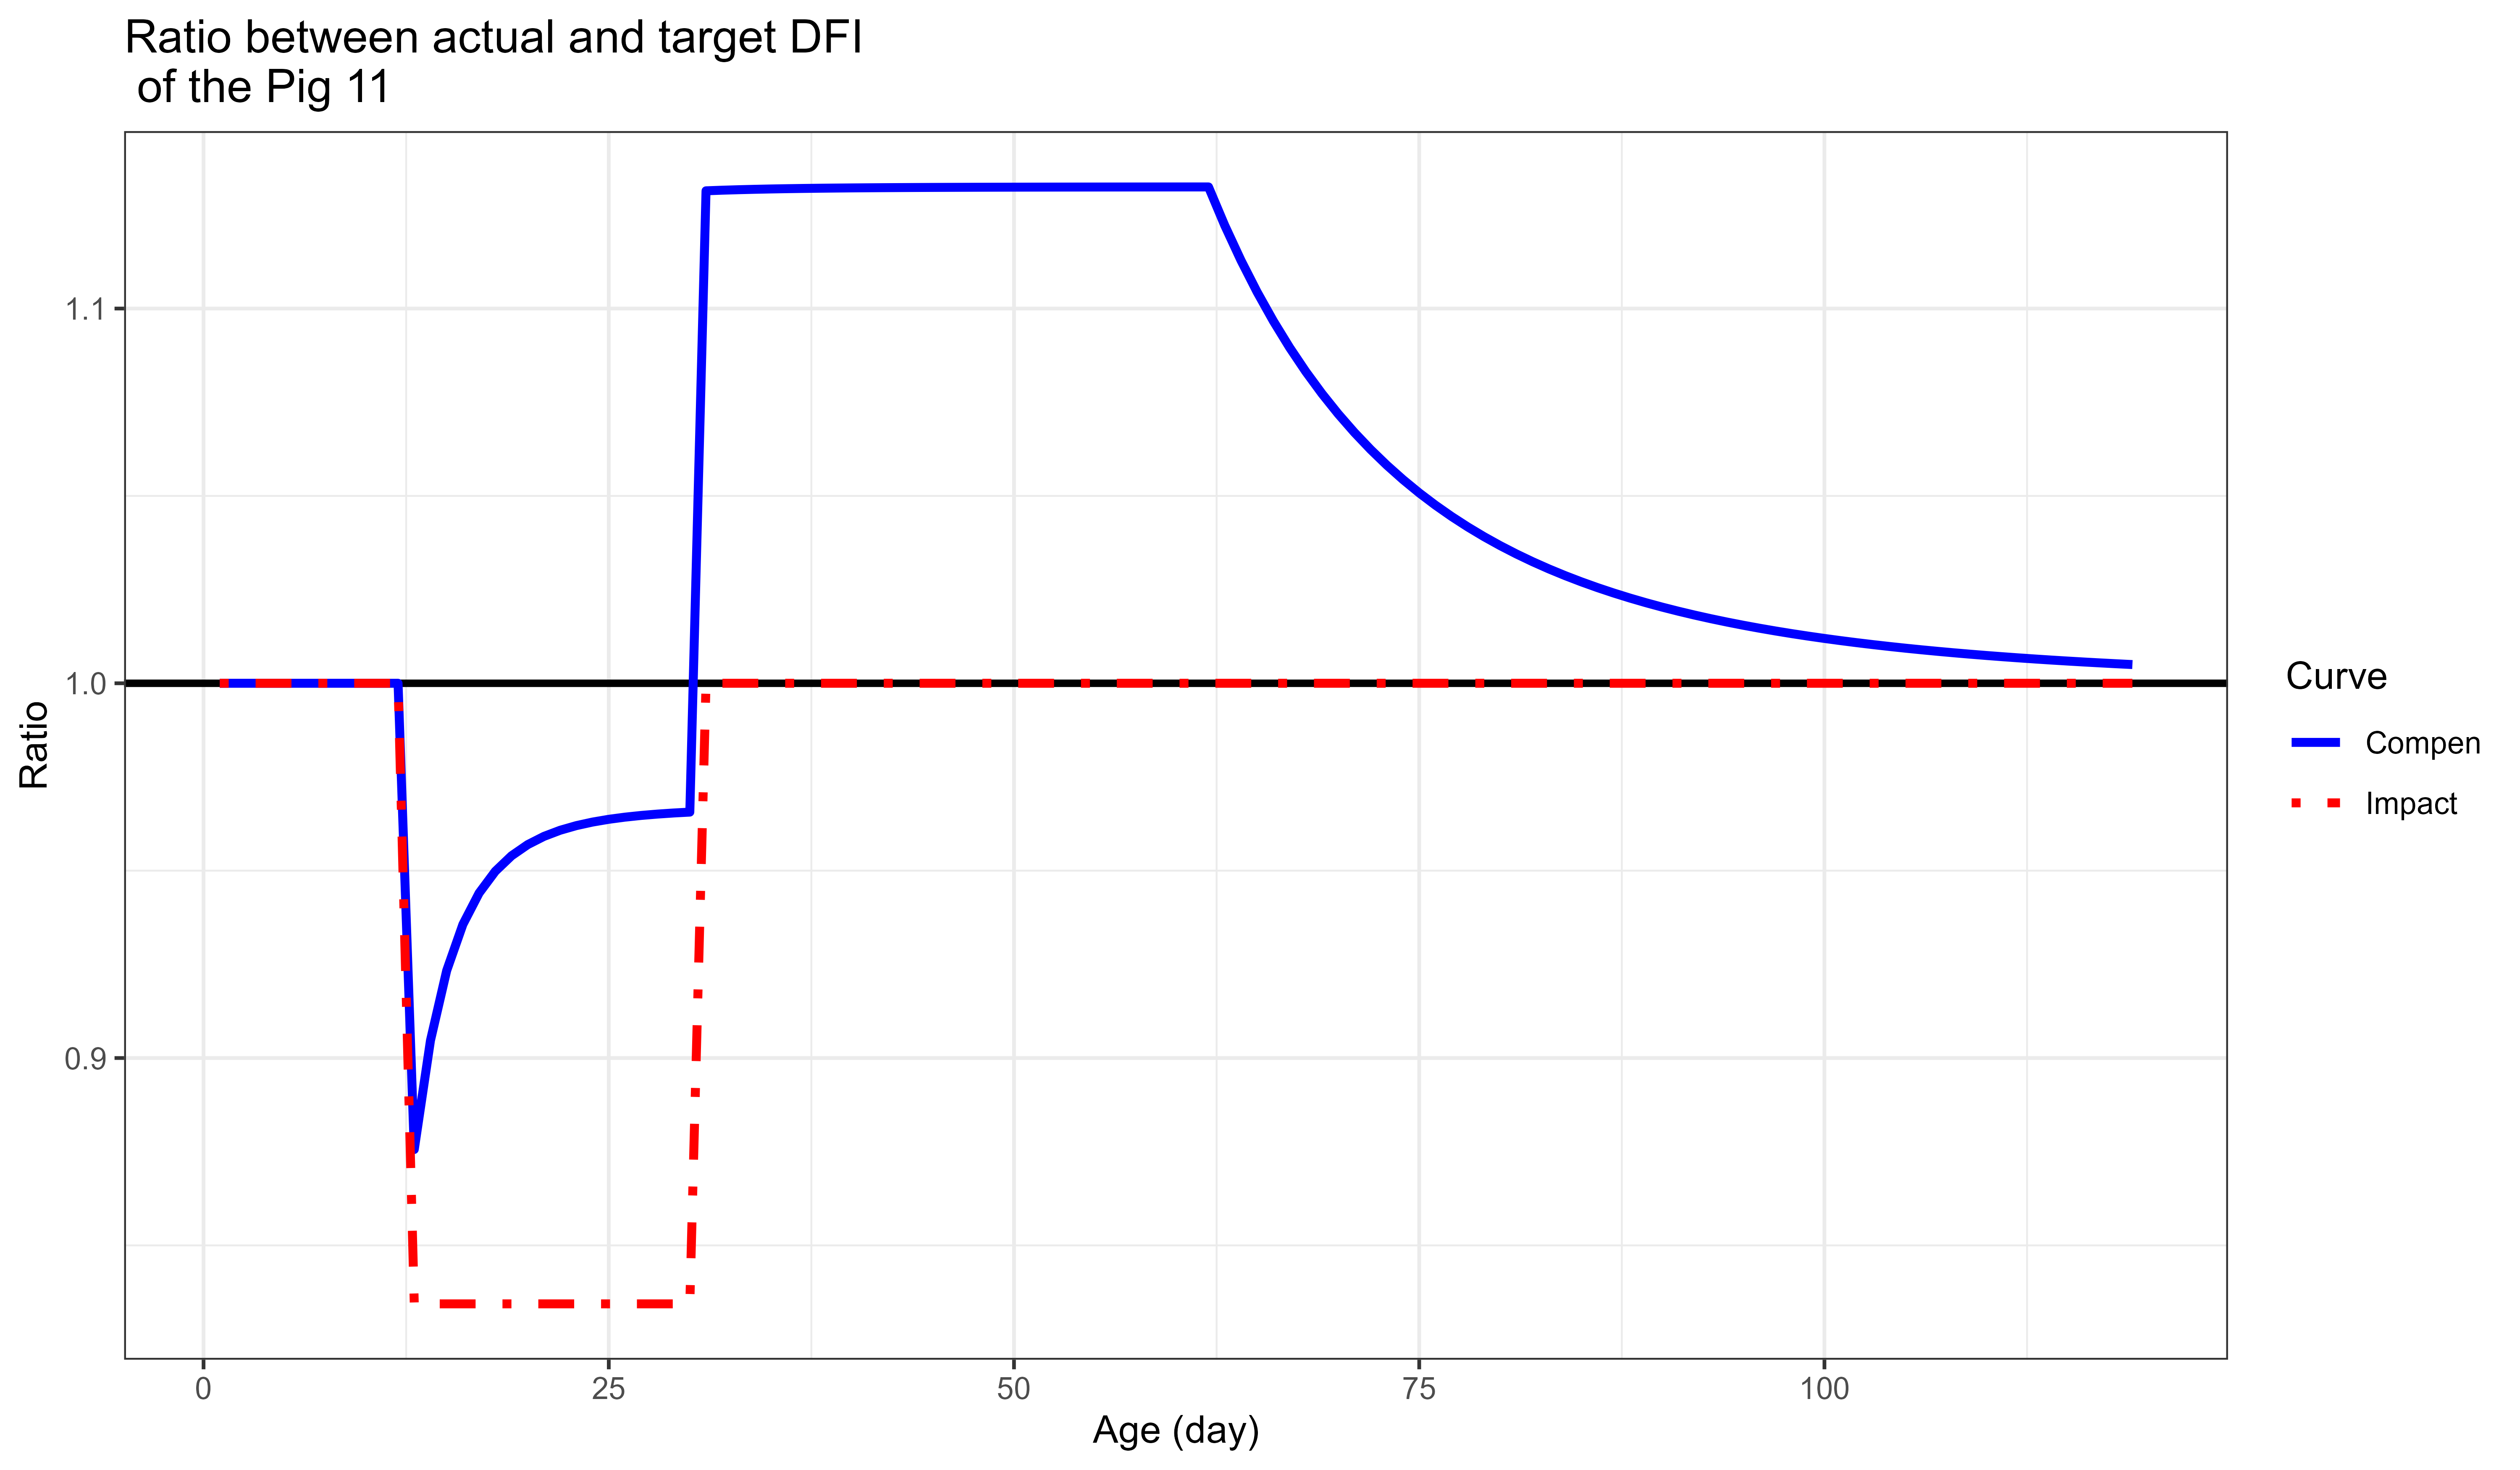 Ratio between actual and target DFI
of the Pig 11
1.1
1.0
0.9
Ratio
0
25
50
75
100
Age (day)
Curve
Compen
Impact